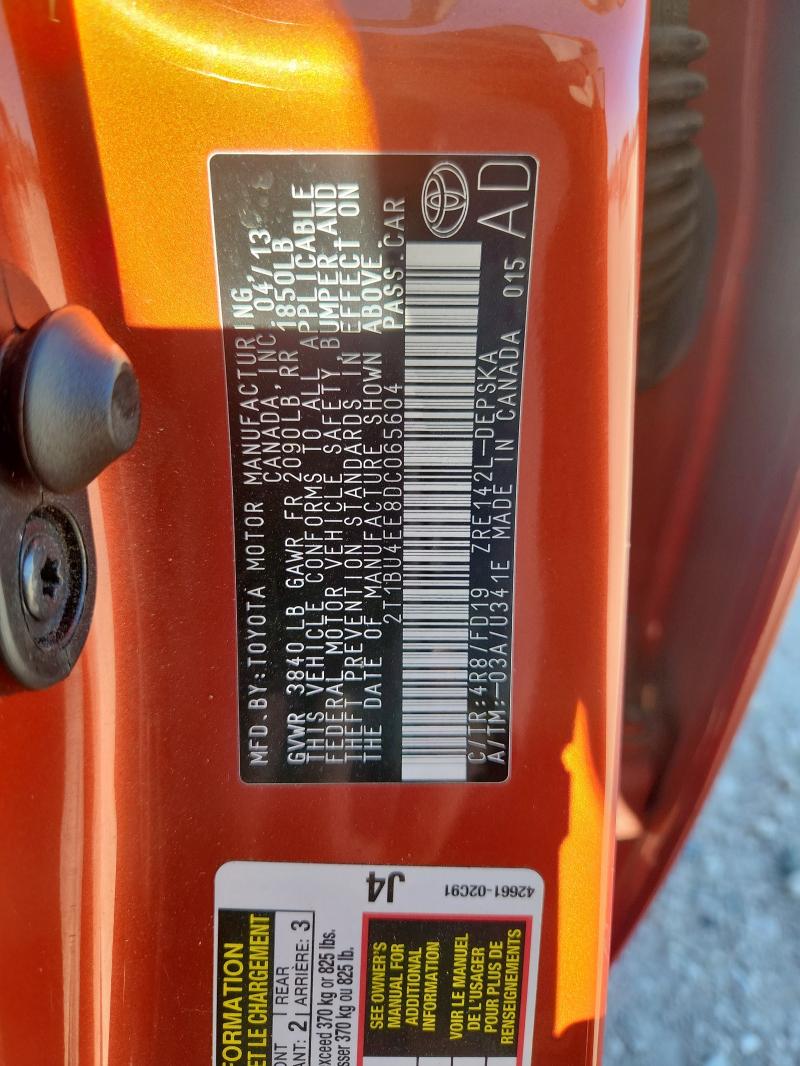 MFD.BY:TOYOTA MOTOR MANUFACTURING,
CANADA, INC 04/13
GVWR 3840LB GAWR FR 2090LB, RR 1850LB
THIS VEHICLE CONFORMS TO ALL APPLICABLE
FEDERAL MOTOR VEHICLE SAFETY, BUMPER AND
THEFT PREVENTION STANDARDS IN EFFECT ON
THE DATE OF MANUFACTURE SHOWN ABOVE.
2T1BU4EE8DC065604 PASS.CAR
C/TR:4R8/FD19 ZRE142L-DEPSKA
A/TM:-03A/U341E MADE IN CANADA 015
AD
FORMATION
ET LE CHARGEMENT
2 REAR
ANT: ARRIÈRE: 3
exceed 370 kg or 825 lbs.
sser 370 kg ou 825 lb.
J4
42661-02C91
SEE OWNER'S
MANUAL FOR
ADDITIONAL
INFORMATION
VOIR LE MANUEL
DE L'USAGER
POUR PLUS DE
RENSEIGNEMENTS